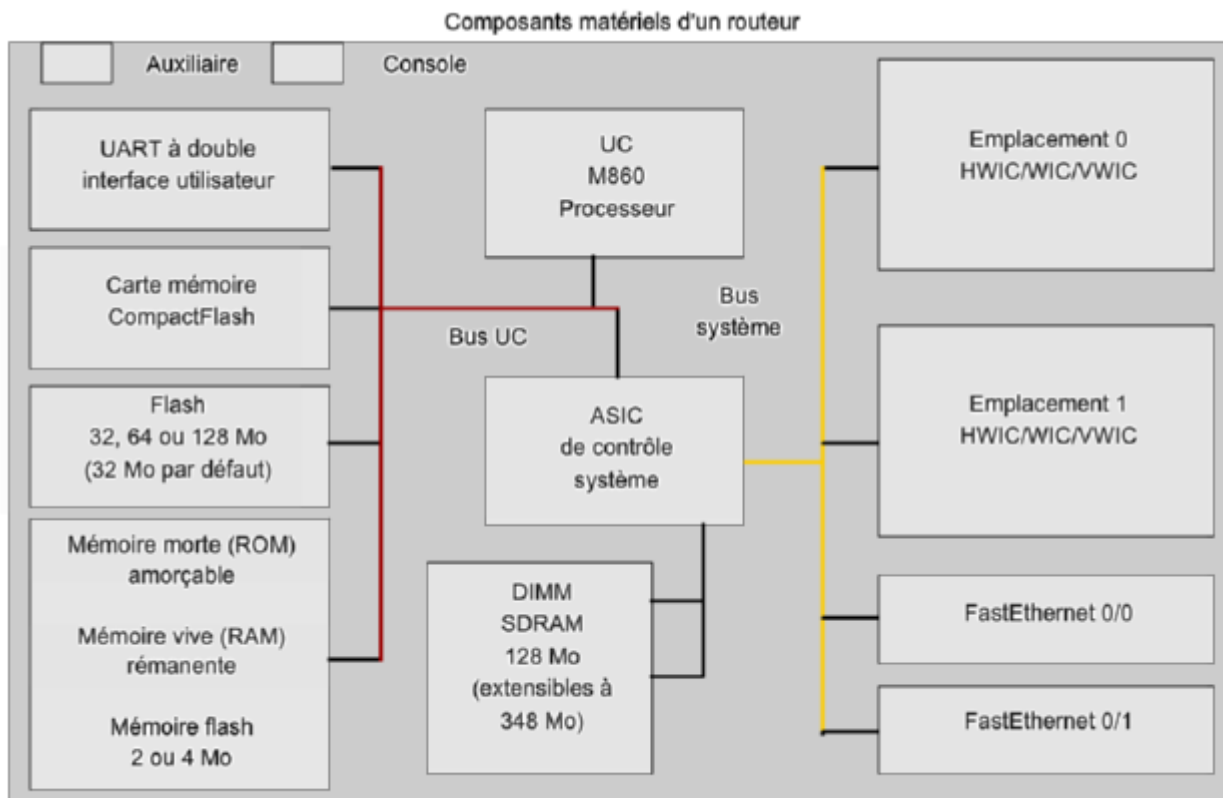 Composants matériels d'un routeur
Auxiliaire
Console
UART à double
interface utilisateur
Carte mémoire
CompactFlash
Flash
32, 64 ou 128 Mo
(32 Mo par défaut)
Mémoire morte (ROM)
amorçable
Mémoire vive (RAM)
rémanente
Mémoire flash
2 ou 4 Mo
UC
M860
Processeur
Bus UC
Bus
système
ASIC
de contrôle
système
DIMM
SDRAM
128 Mo
(extensibles à
348 Mo)
Emplacement 0
HWIC/WIC/VWIC
Emplacement 1
HWIC/WIC/VWIC
FastEthernet 0/0
FastEthernet 0/1